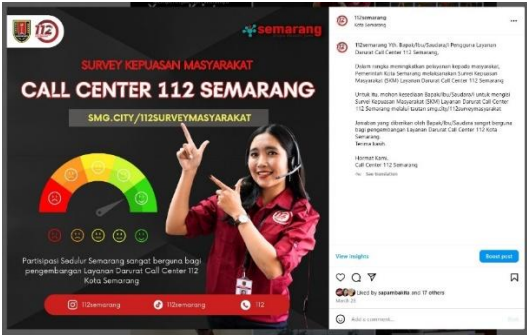 112
semarang
SURVEY KEPUASAN MASYARAKAT
CALL CENTER 112 SEMARANG
SMG.CITY/112SURVEYMASYARAKAT
Partisipasi Sedulur Semarang sangat berguna bagi
pengembangan Layanan Darurat Call Center 112
Kota Semarang
112semarang
112semarang
112
112semarang
Kota Semarang
112semarang Yth. Bapak/Ibu/Saudara/i Pengguna Layanan
Darurat Call Center 112 Semarang,
Dalam rangka meningkatkan pelayanan kepada masyarakat,
Pemerintah Kota Semarang melaksanakan Survei Kepuasan
Masyarakat (SKM) Layanan Darurat Call Center 112 Semarang.
Untuk itu, mohon kesediaan Bapak/Ibu/Saudara/i untuk mengisi
Survei Kepuasan Masyarakat (SKM) Layanan Darurat Call Center
112 Semarang melalui tautan smg.city/112surveymasyarakat
Jawaban yang diberikan oleh Bapak/Ibu/Saudara sangat berguna
bagi pengembangan Layanan Darurat Call Center 112 Kota
Semarang.
Terima kasih.
Hormat Kami,
Call Center 112 Semarang
See translation
View insights
Boost post
Liked by sapambakita and 17 others
March 25
Add a comment...